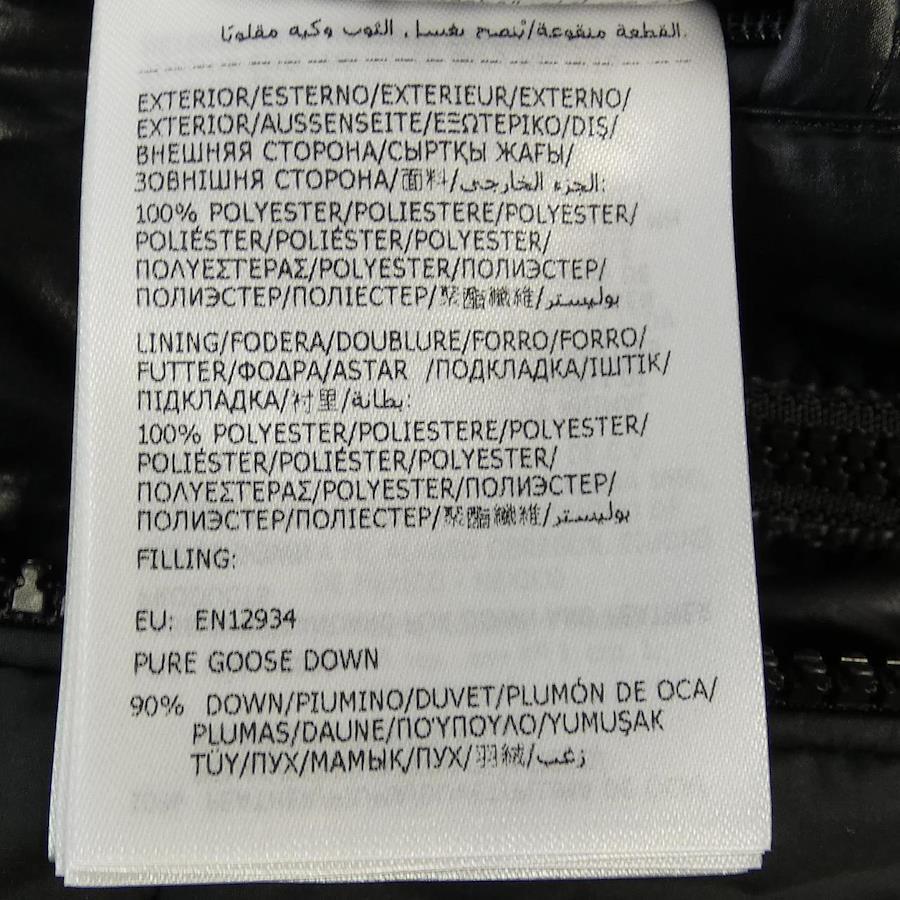 القطعة منقوعة/يُنصح بغسل الثوب وكيه مقلوبًا.
EXTERIOR/ESTERNO/EXTERIEUR/EXTERNO/
EXTERIOR/AUSSENSEITE/ΕΞΩΤΕΡΙΚΟ/DIŞ/
ВНЕШНЯЯ СТОРОНА/СЫРТҚЫ ЖАҒЫ/
ЗОВНІШНЯ СТОРОНА/面料/الجزء الخارجي:
100% POLYESTER/POLIESTERE/POLYESTER/
POLIÉSTER/POLIÉSTER/POLYESTER/
ΠΟΛΥΕΣΤΕΡΑΣ/POLYESTER/ПОЛИЭСТЕР/
ПОЛИЭСТЕР/ПОЛІЕСТЕР/聚酯纖維/بوليستر
LINING/FODERA/DOUBLURE/FORRO/FORRO/
FUTTER/ΦΟΔΡΑ/ASTAR /ПОДКЛАДКА/ІШТІК/
ПІДКЛАДКА/衬里/بطانة:
100% POLYESTER/POLIESTERE/POLYESTER/
POLIÉSTER/POLIÉSTER/POLYESTER/
ΠΟΛΥΕΣΤΕΡΑΣ/POLYESTER/ПОЛИЭСТЕР/
ПОЛИЭСТЕР/ПОЛІЕСТЕР/聚酯纖維/بوليستر
FILLING:
EU: EN12934
PURE GOOSE DOWN
90% DOWN/PIUMINO/DUVET/PLUMÓN DE OCA/
PLUMAS/DAUNE/ΠΟΎΠΟΥΛΟ/YUMUŞAK
TÜY/ПУХ/МАМЫҚ/ПУХ/羽絨/زغب